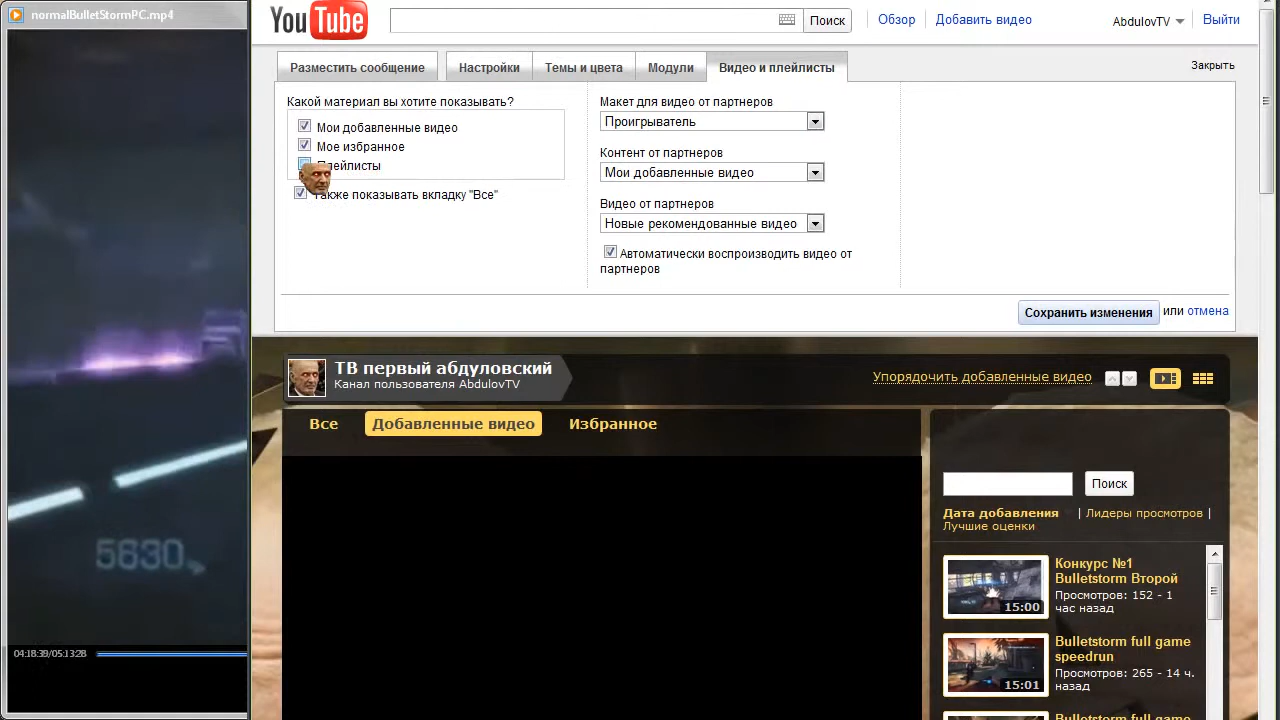 normalBulletStormPC.mp4
YouTube
Поиск
Обзор
Добавить видео
AbdulovTV
Выйти
Разместить сообщение
Настройки
Темы и цвета
Модули
Видео и плейлисты
Закрыть
Какой материал вы хотите показывать?
Мои добавленные видео
Мое избранное
Плейлисты
Также показывать вкладку "Все"
Макет для видео от партнеров
Проигрыватель
Контент от партнеров
Мои добавленные видео
Видео от партнеров
Новые рекомендованные видео
Автоматически воспроизводить видео от
партнеров
Сохранить изменения или отмена
ТВ первый абдуловский
Канал пользователя AbdulovTV
Упорядочить добавленные видео
Все
Добавленные видео
Избранное
Поиск
Дата добавления | Лидеры просмотров |
Лучшие оценки
Конкурс №1
Bulletstorm Второй
Просмотров: 152 - 1
час назад
15:00
Bulletstorm full game
speedrun
Просмотров: 265 - 14 ч.
назад
15:01
Bulletstorm full game
5630
04:18:39/05:13:28